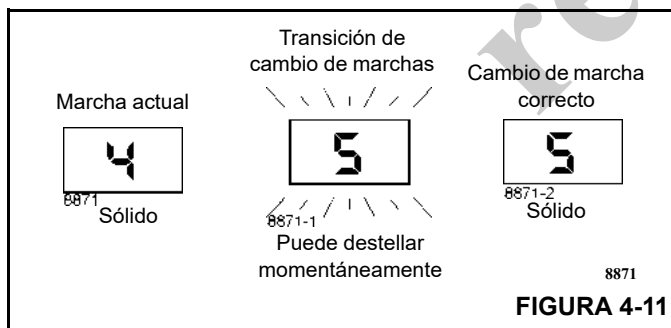 Transición de
cambio de marchas
Marcha actual
Cambio de marcha
correcto
4
5
5
8871
8871-1
8871-2
Sólido
Puede destellar
momentáneamente
Sólido
8871
FIGURA 4-11